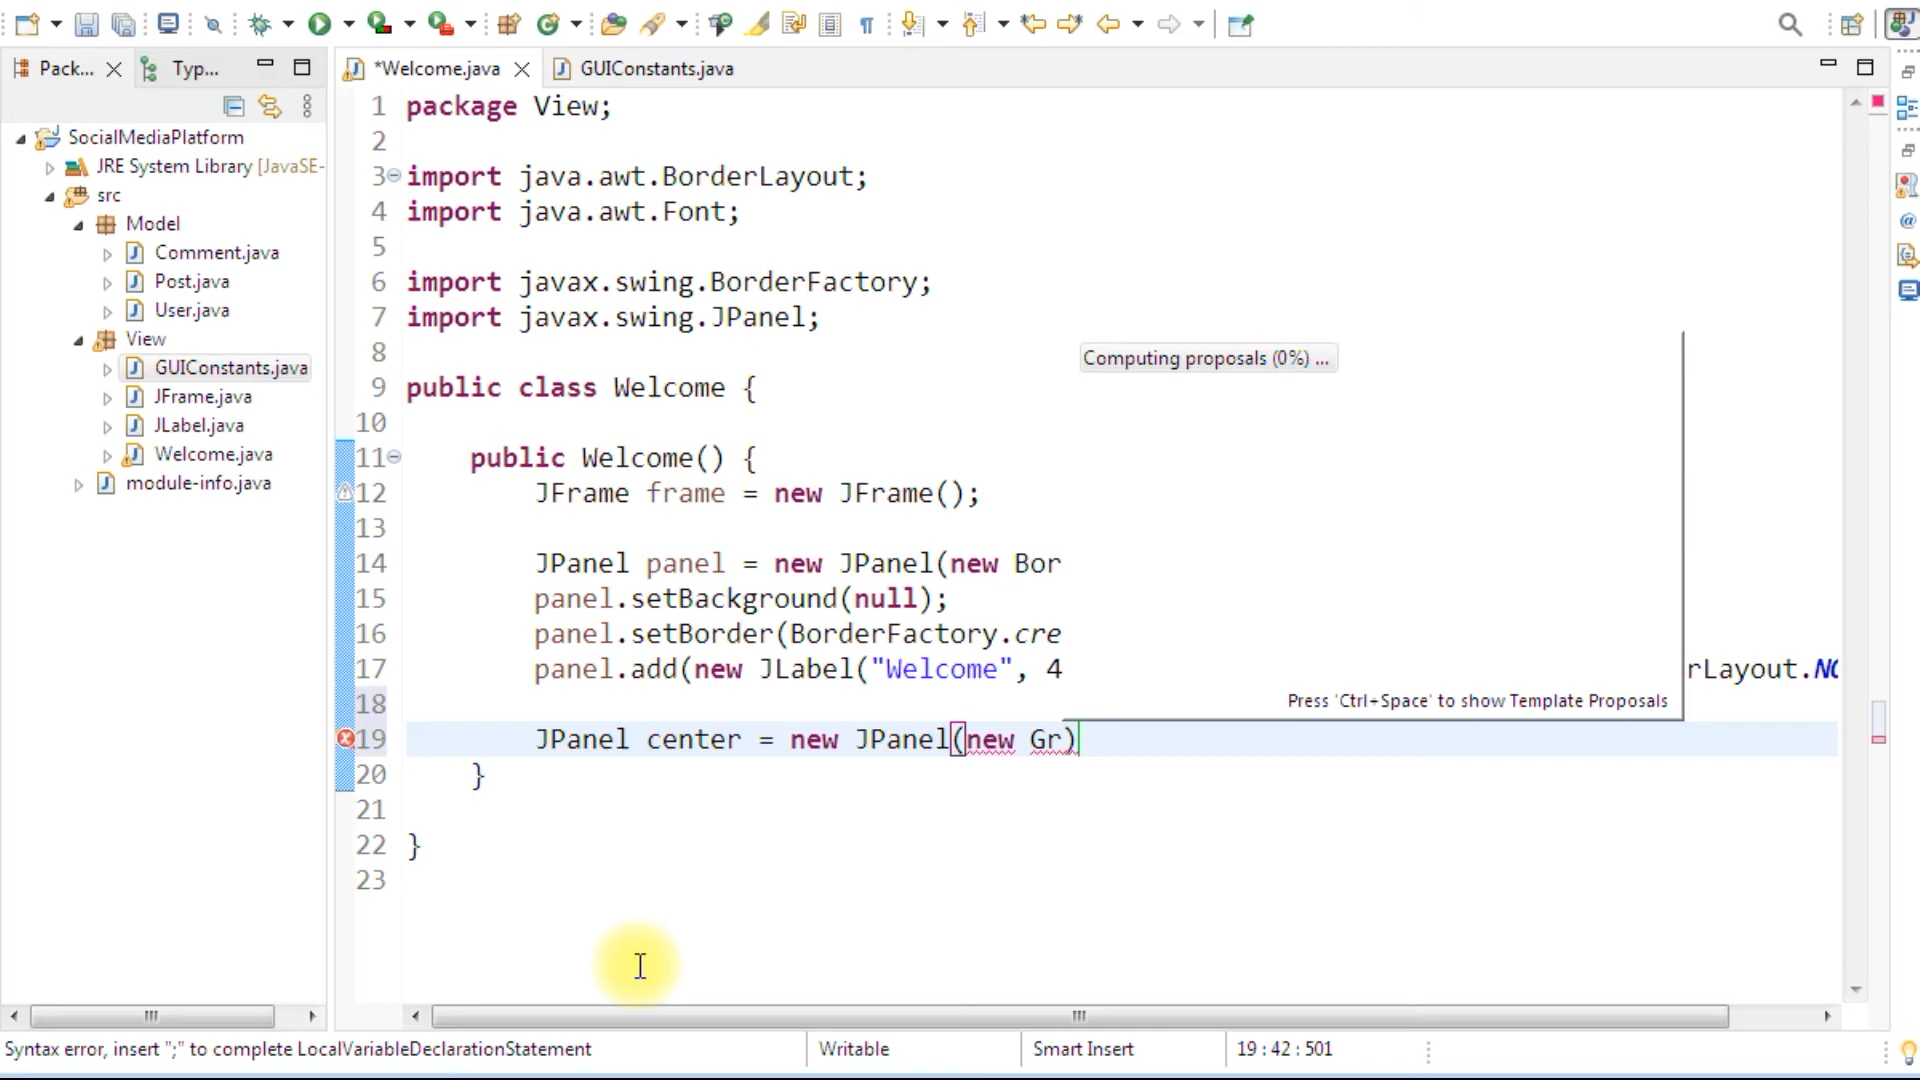 Pack...
Typ...
*Welcome.java
GUIConstants.java
SocialMediaPlatform
JRE System Library [JavaSE-
src
Model
Comment.java
Post.java
User.java
View
GUIConstants.java
JFrame.java
JLabel.java
Welcome.java
module-info.java
1 package View;
2
3 import java.awt.BorderLayout;
4 import java.awt.Font;
5
6 import javax.swing.BorderFactory;
7 import javax.swing.JPanel;
8
Computing proposals (0%) ...
9 public class Welcome {
10
11 public Welcome() {
12 JFrame frame = new JFrame();
13
14 JPanel panel = new JPanel(new Bor
15 panel.setBackground(null);
16 panel.setBorder(BorderFactory.cre
17 panel.add(new JLabel("Welcome", 4 rLayout.NO
18
Press 'Ctrl+Space' to show Template Proposals
19 JPanel center = new JPanel(new Gr)
20 }
21
22 }
23
Syntax error, insert ";" to complete LocalVariableDeclarationStatement
Writable
Smart Insert
19 : 42 : 501